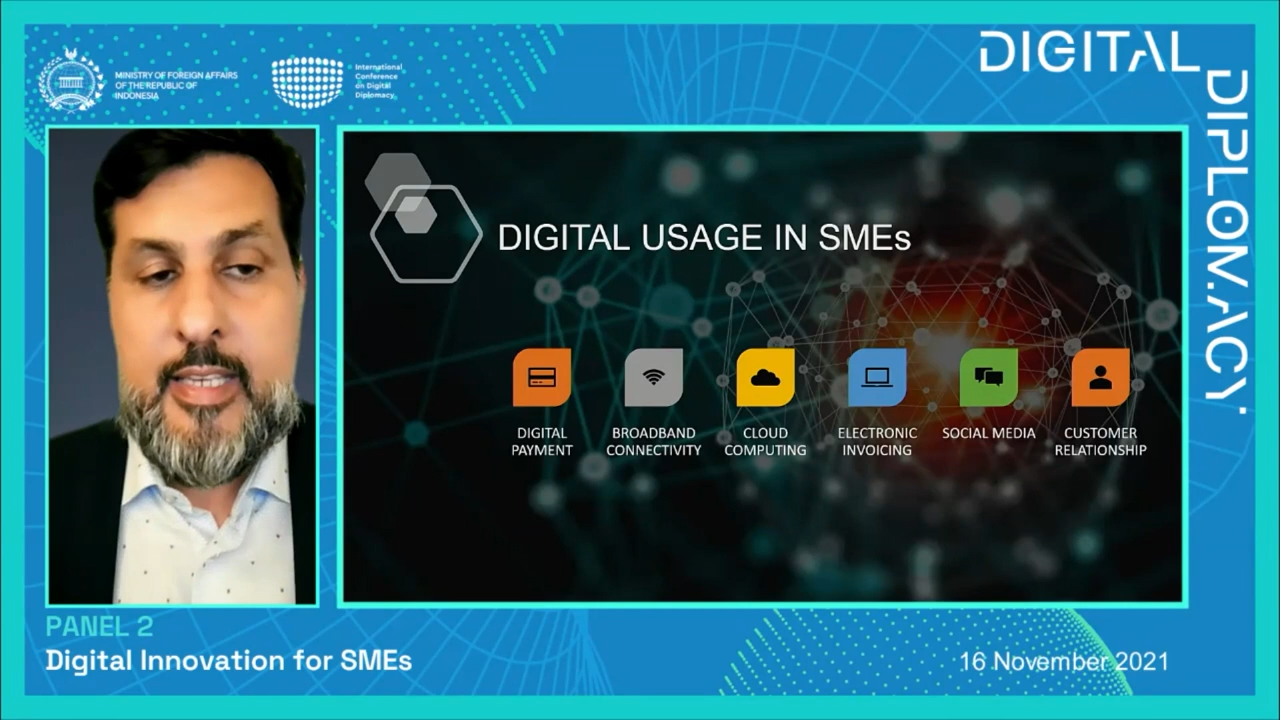 MINISTRY OF FOREIGN AFFAIRS
OF THE REPUBLIC OF
INDONESIA
International
Conference
on Digital
Diplomacy
DIGITAL
DIPLOMACY.
DIGITAL USAGE IN SMEs
DIGITAL
PAYMENT
BROADBAND
CONNECTIVITY
CLOUD
COMPUTING
ELECTRONIC
INVOICING
SOCIAL MEDIA
CUSTOMER
RELATIONSHIP
PANEL 2
Digital Innovation for SMEs
16 November 2021